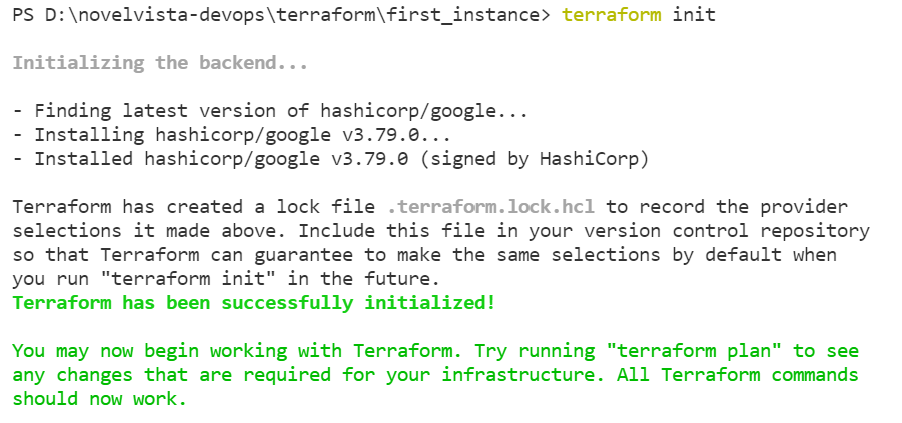 PS D:\novelvista-devops\terraform\first_instance> terraform init
Initializing the backend...
- Finding latest version of hashicorp/google...
- Installing hashicorp/google v3.79.0...
- Installed hashicorp/google v3.79.0 (signed by HashiCorp)
Terraform has created a lock file .terraform.lock.hcl to record the provider
selections it made above. Include this file in your version control repository
so that Terraform can guarantee to make the same selections by default when
you run "terraform init" in the future.
Terraform has been successfully initialized!
You may now begin working with Terraform. Try running "terraform plan" to see
any changes that are required for your infrastructure. All Terraform commands
should now work.